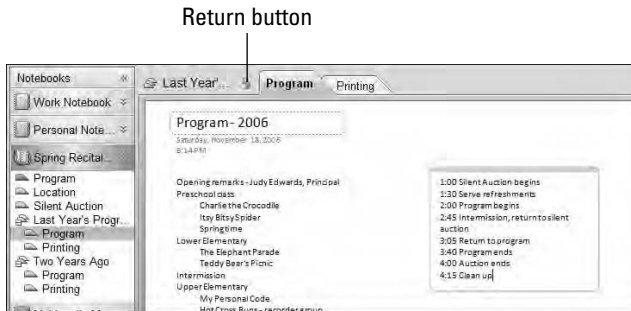 Return button
Notebooks
Last Year'...
Program
Printing
Work Notebook
Personal Note...
Spring Recital...
Program
Location
Silent Auction
Last Year's Progr...
Program
Printing
Two Years Ago
Program
Printing
Program - 2006
Saturday, November 18, 2006
8:14 PM
Opening remarks - Judy Edwards, Principal
Preschool class
Charlie the Crocodile
Itsy Bitsy Spider
Springtime
Lower Elementary
The Elephant Parade
Teddy Bear's Picnic
Intermission
Upper Elementary
My Personal Code
Hot Cross Buns - recorder group
1:00 Silent Auction begins
1:30 Serve refreshments
2:00 Program begins
2:45 Intermission, return to silent
auction
3:05 Return to program
3:40 Program ends
4:00 Auction ends
4:15 Clean up